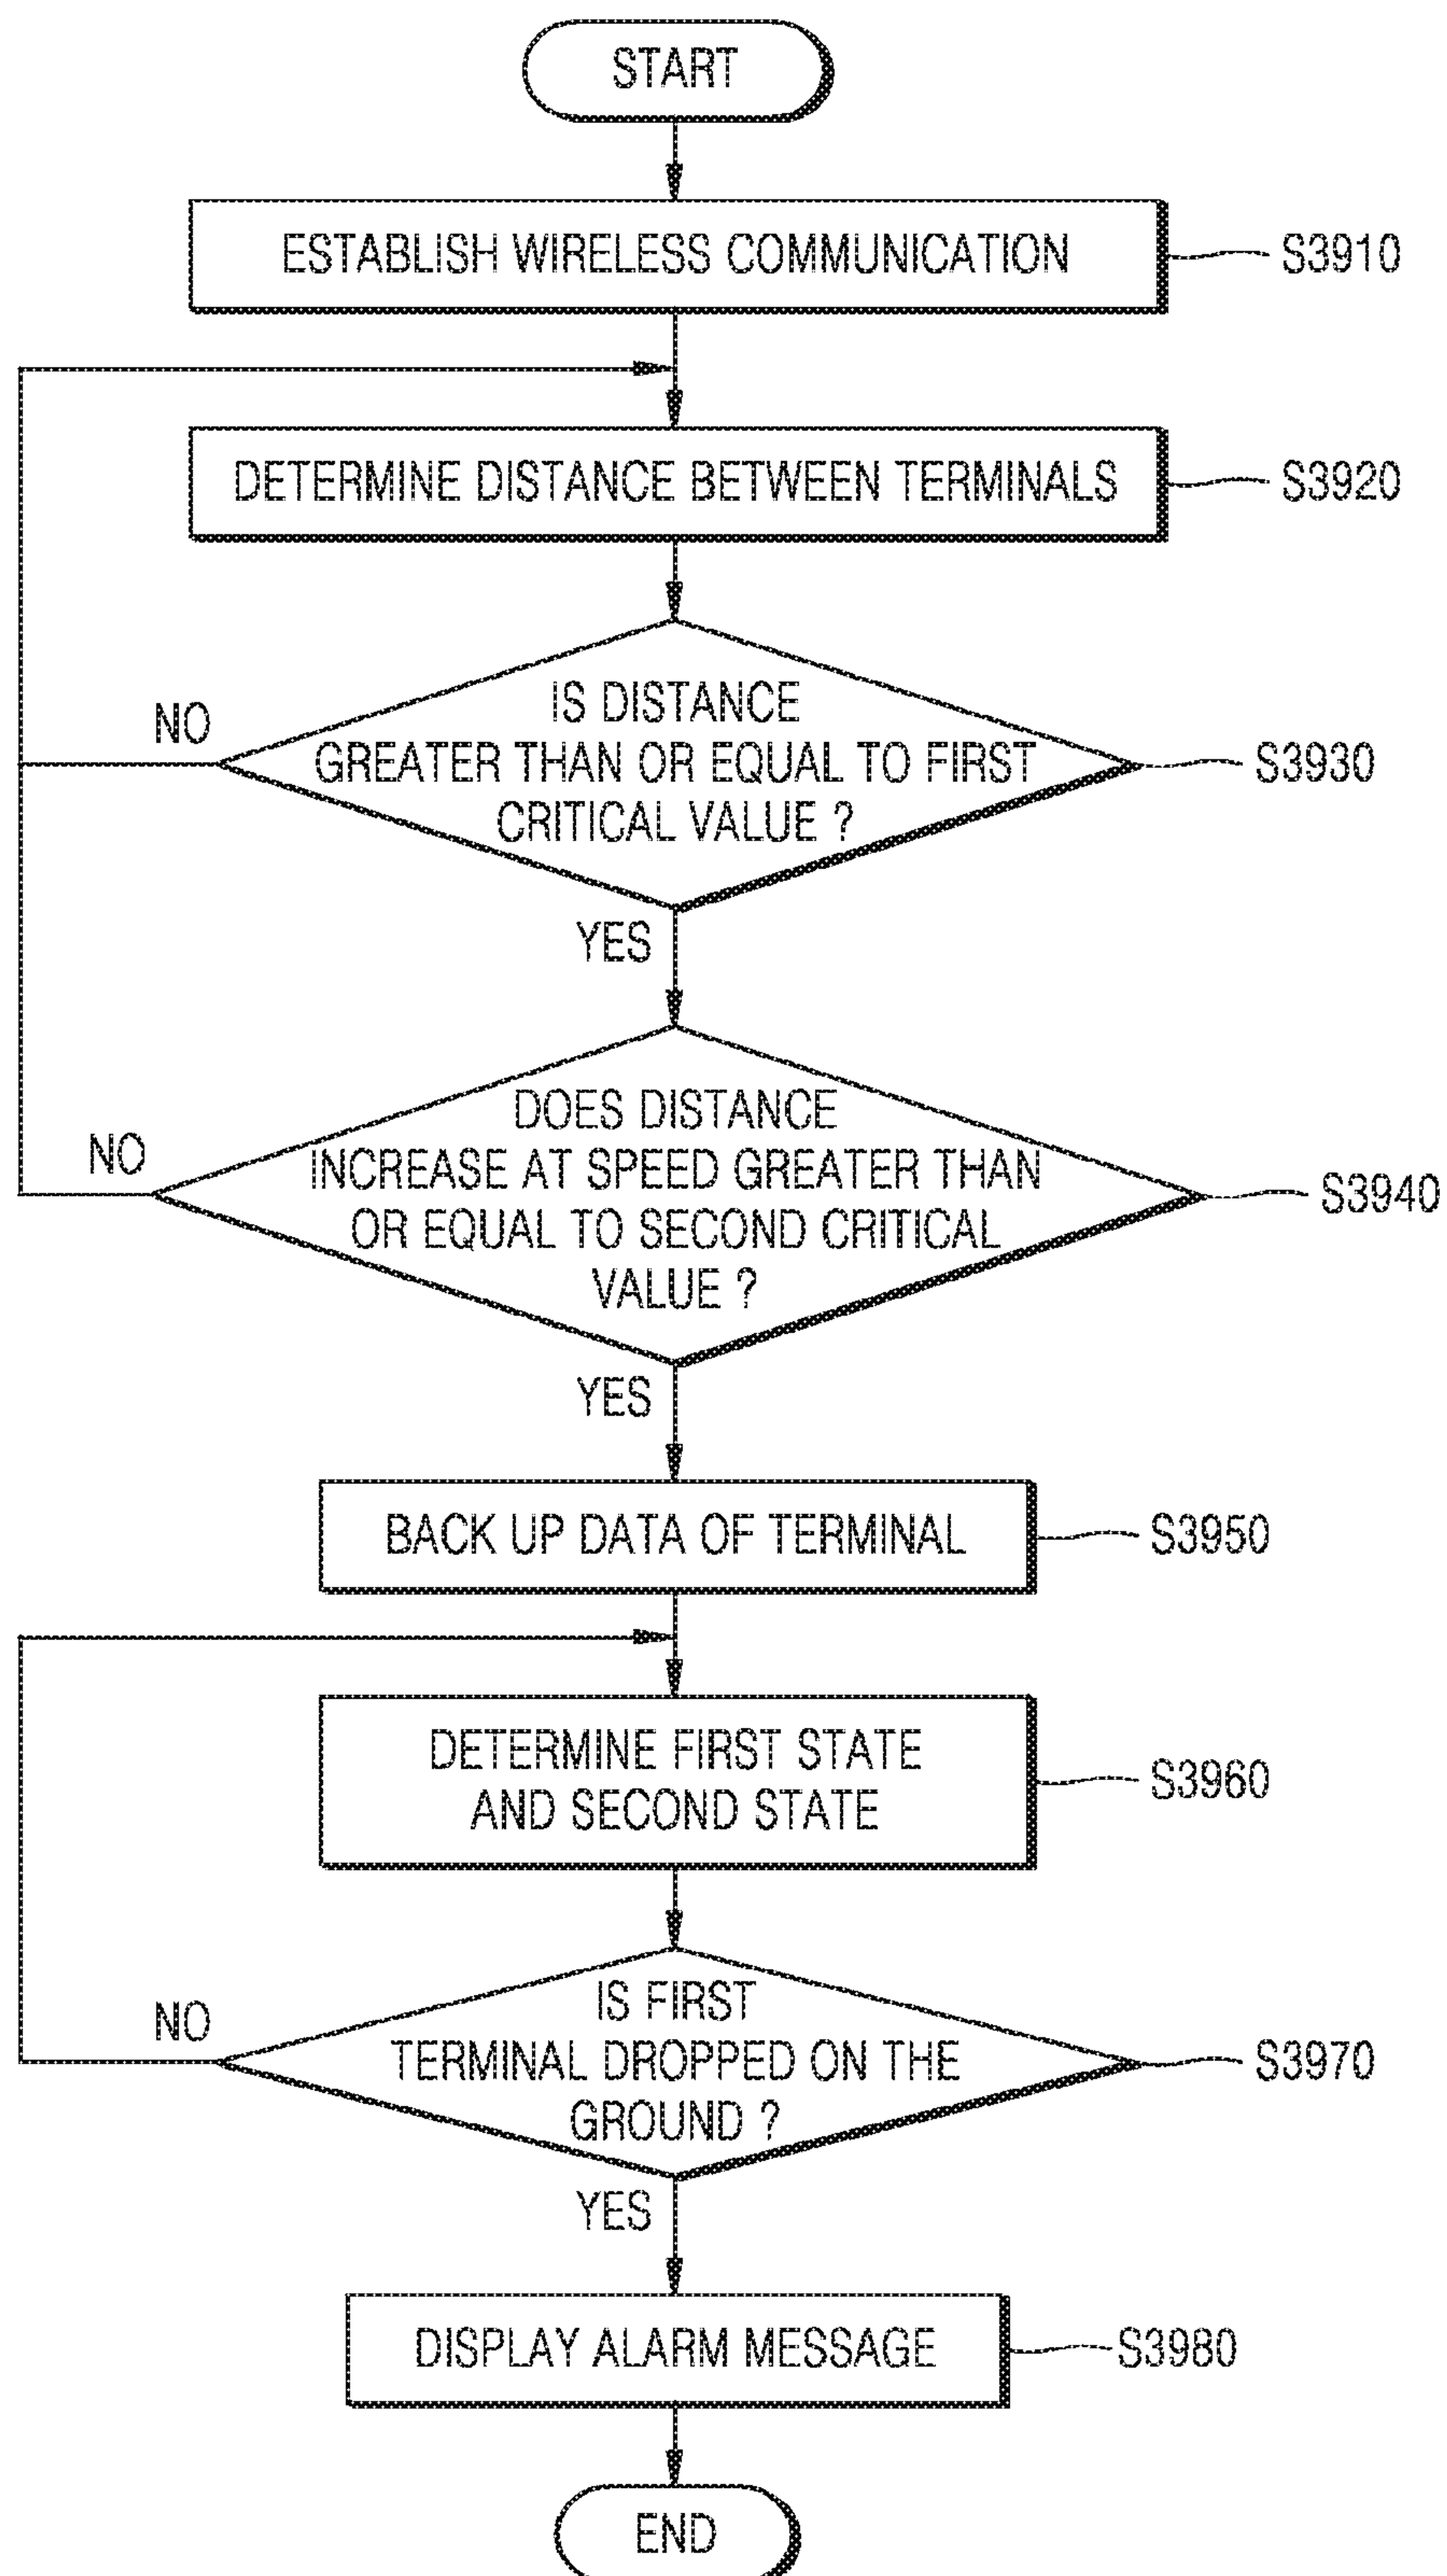 START
ESTABLISH WIRELESS COMMUNICATION
S3910
DETERMINE DISTANCE BETWEEN TERMINALS
S3920
IS DISTANCE
GREATER THAN OR EQUAL TO FIRST
CRITICAL VALUE ?
S3930
NO
YES
DOES DISTANCE
INCREASE AT SPEED GREATER THAN
OR EQUAL TO SECOND CRITICAL
VALUE ?
S3940
NO
YES
BACK UP DATA OF TERMINAL
S3950
DETERMINE FIRST STATE
AND SECOND STATE
S3960
IS FIRST
TERMINAL DROPPED ON THE
GROUND ?
S3970
NO
YES
DISPLAY ALARM MESSAGE
S3980
END